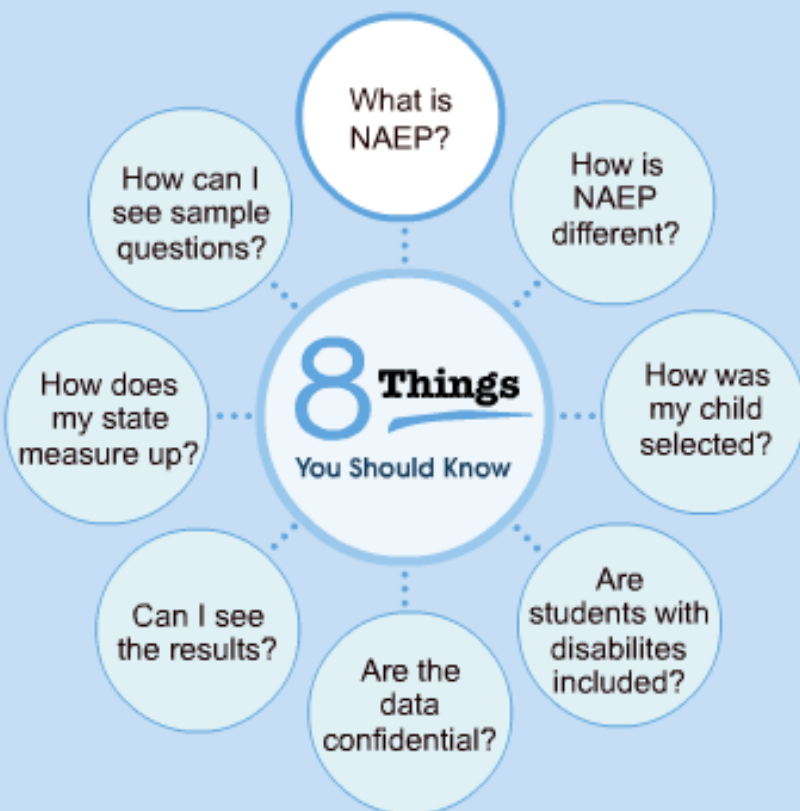 What is
NAEP?
How is
NAEP
different?
How was
my child
selected?
Are
students with
disabilites
included?
Are the
data
confidential?
Can I see
the results?
How does
my state
measure up?
How can I
see sample
questions?
8 Things
You Should Know